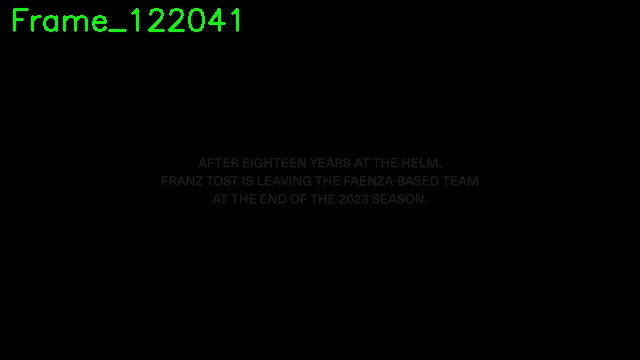 Frame_122041
AFTER EIGHTEEN YEARS AT THE HELM,
FRANZ TOST IS LEAVING THE FAENZA-BASED TEAM
AT THE END OF THE 2023 SEASON.